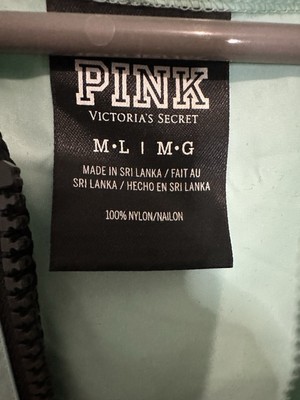 PINK
VICTORIA'S SECRET
M•L | M•G
MADE IN SRI LANKA / FAIT AU
SRI LANKA / HECHO EN SRI LANKA
100% NYLON/NAILON